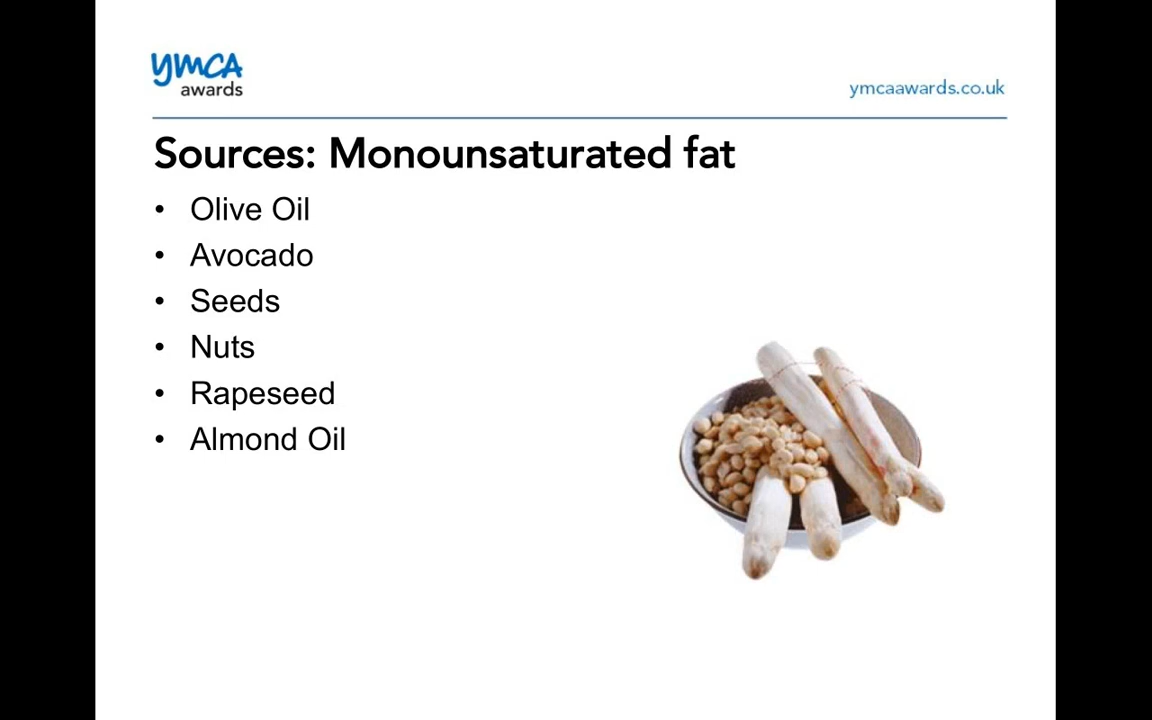 ymca
awards
ymcaawards.co.uk
Sources: Monounsaturated fat
• Olive Oil
• Avocado
• Seeds
• Nuts
• Rapeseed
• Almond Oil